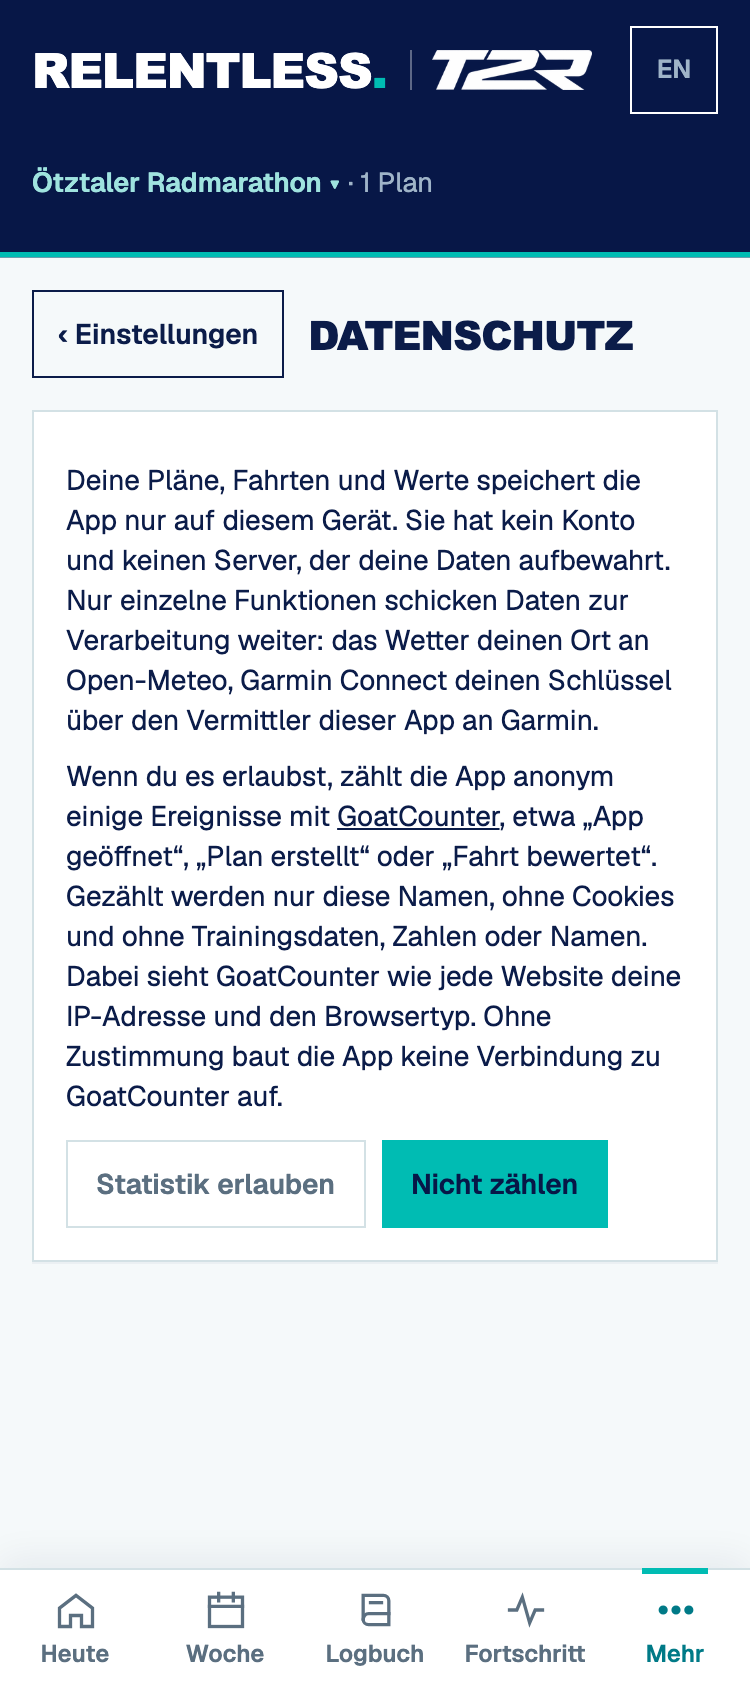 RELENTLESS. | T2R
EN
Ötztaler Radmarathon ▾ · 1 Plan
‹ Einstellungen
DATENSCHUTZ
Deine Pläne, Fahrten und Werte speichert die
App nur auf diesem Gerät. Sie hat kein Konto
und keinen Server, der deine Daten aufbewahrt.
Nur einzelne Funktionen schicken Daten zur
Verarbeitung weiter: das Wetter deinen Ort an
Open-Meteo, Garmin Connect deinen Schlüssel
über den Vermittler dieser App an Garmin.
Wenn du es erlaubst, zählt die App anonym
einige Ereignisse mit GoatCounter, etwa „App
geöffnet“, „Plan erstellt“ oder „Fahrt bewertet“.
Gezählt werden nur diese Namen, ohne Cookies
und ohne Trainingsdaten, Zahlen oder Namen.
Dabei sieht GoatCounter wie jede Website deine
IP-Adresse und den Browsertyp. Ohne
Zustimmung baut die App keine Verbindung zu
GoatCounter auf.
Statistik erlauben
Nicht zählen
Heute
Woche
Logbuch
Fortschritt
Mehr